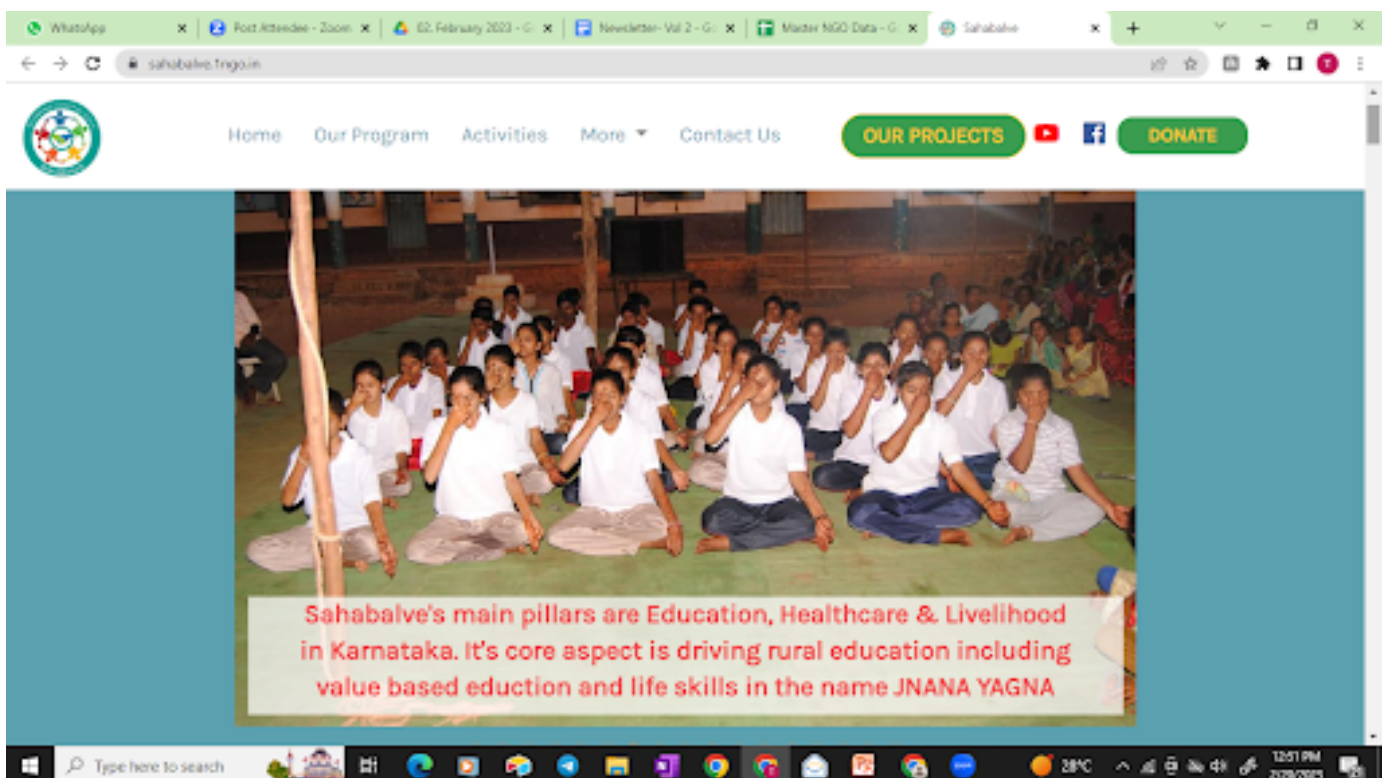 WhatsApp
Post Attendee - Zoom
02. February 2023 - G
Newsletter- Vol 2 - G
Master NGO Data - G
Sahabalve
sahabalve.1ngo.in
T
Home
Our Program
Activities
More
Contact Us
OUR PROJECTS
DONATE
Sahabalve's main pillars are Education, Healthcare & Livelihood
in Karnataka. It's core aspect is driving rural education including
value based eduction and life skills in the name JNANA YAGNA
Type here to search
28°C
12:51 PM